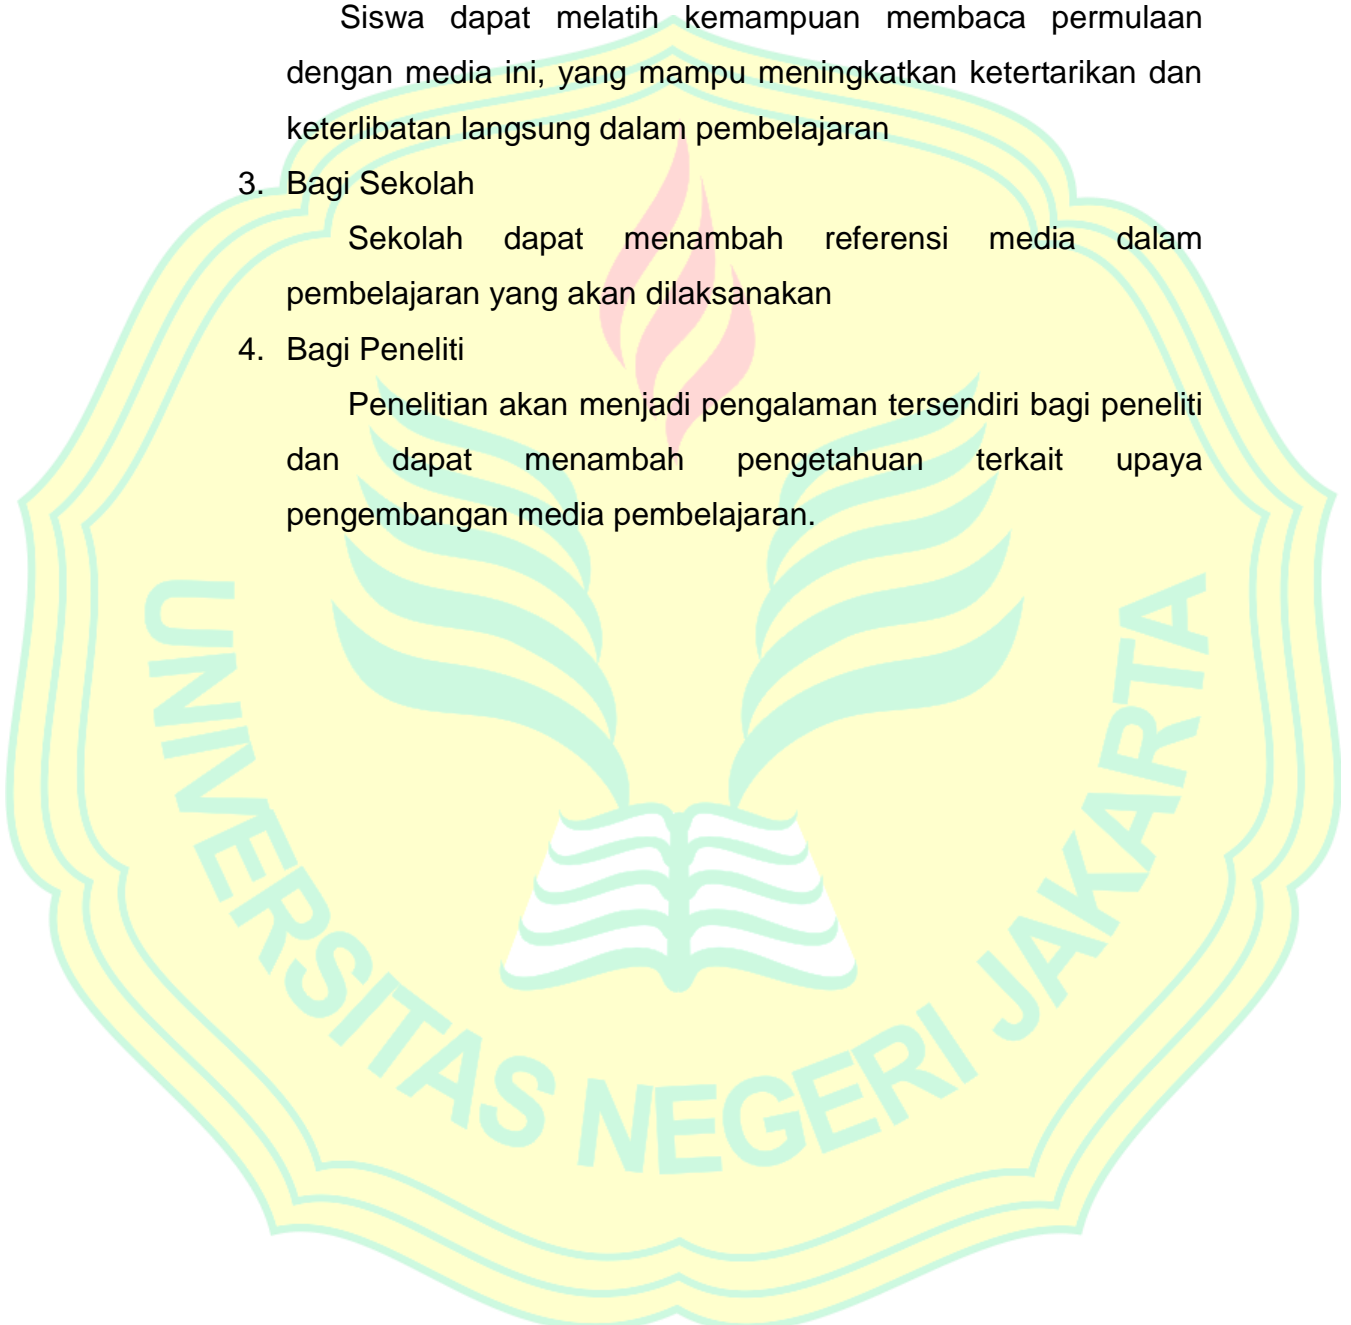 Siswa dapat melatih kemampuan membaca permulaan
dengan media ini, yang mampu meningkatkan ketertarikan dan
keterlibatan langsung dalam pembelajaran
3. Bagi Sekolah
Sekolah dapat menambah referensi media dalam
pembelajaran yang akan dilaksanakan
4. Bagi Peneliti
Penelitian akan menjadi pengalaman tersendiri bagi peneliti
dan dapat menambah pengetahuan terkait upaya
pengembangan media pembelajaran.
UNIVERSITAS NEGERI JAKARTA